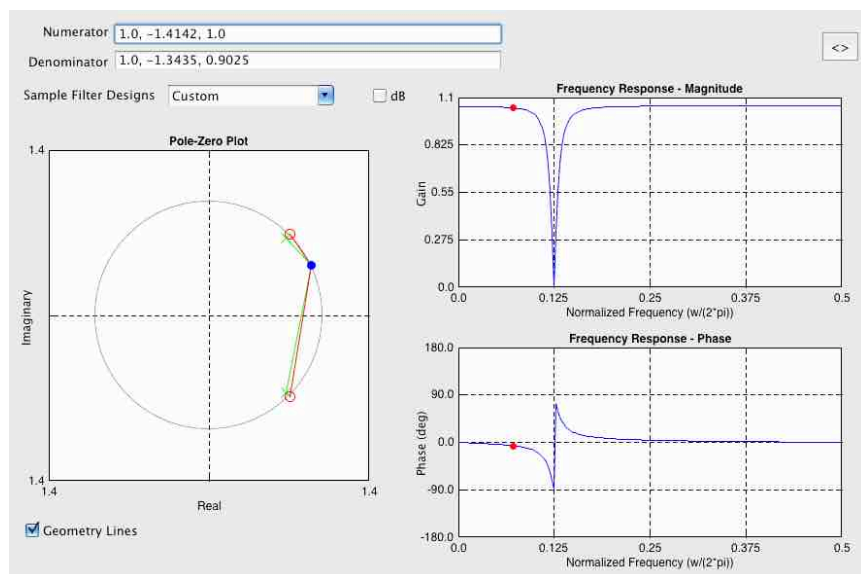 Numerator 1.0, -1.4142, 1.0
<>
Denominator 1.0, -1.3435, 0.9025
Sample Filter Designs Custom dB
Pole-Zero Plot
1.4
Imaginary
1.4
1.4 1.4
Real
Geometry Lines
Frequency Response - Magnitude
1.1
0.825
0.55
0.275
0.0
Gain
0.0 0.125 0.25 0.375 0.5
Normalized Frequency (w/(2*pi))
Frequency Response - Phase
180.0
90.0
0.0
-90.0
-180.0
Phase (deg)
0.0 0.125 0.25 0.375 0.5
Normalized Frequency (w/(2*pi))